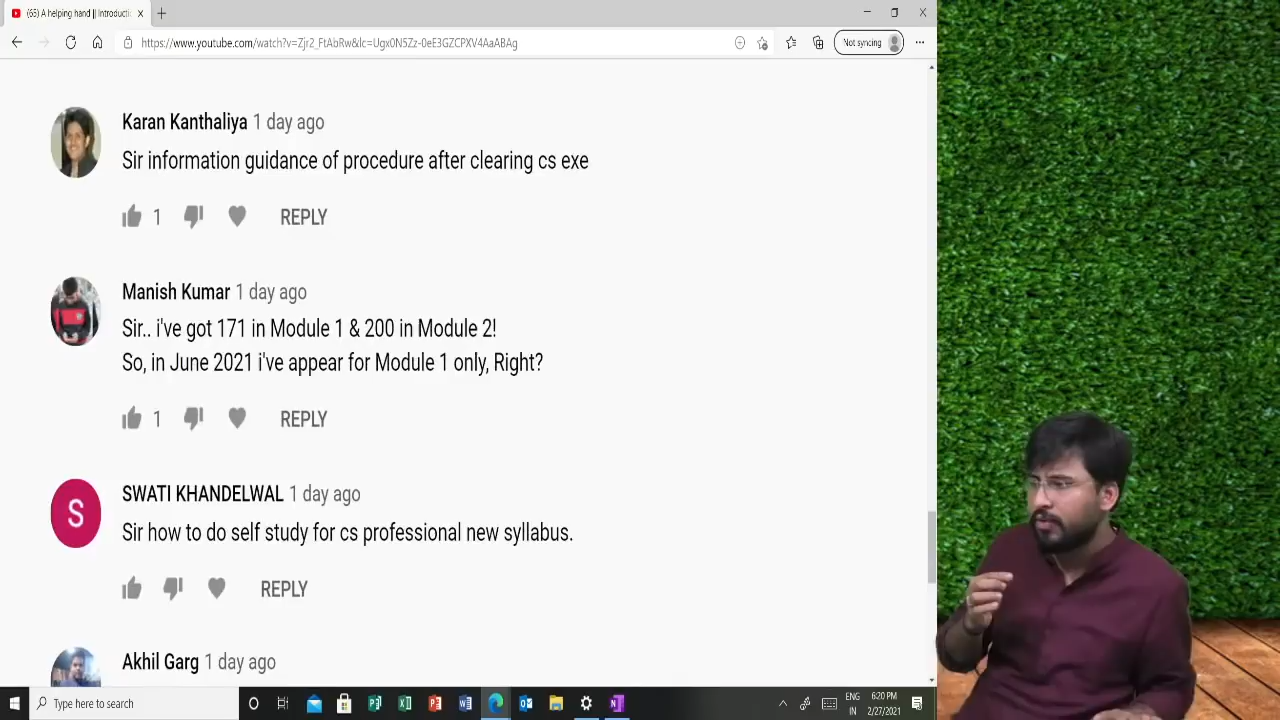 (65) A helping hand || Introducti
https://www.youtube.com/watch?v=Zjr2_FtAbRw&lc=Ugx0N5Zz-0eE3GZCPXV4AaABAg
Not syncing
Karan Kanthaliya 1 day ago
Sir information guidance of procedure after clearing cs exe
1
REPLY
Manish Kumar 1 day ago
Sir.. i've got 171 in Module 1 & 200 in Module 2!
So, in June 2021 i've appear for Module 1 only, Right?
1
REPLY
S
SWATI KHANDELWAL 1 day ago
Sir how to do self study for cs professional new syllabus.
REPLY
Akhil Garg 1 day ago
Type here to search
ENG
IN
6:20 PM
2/27/2021